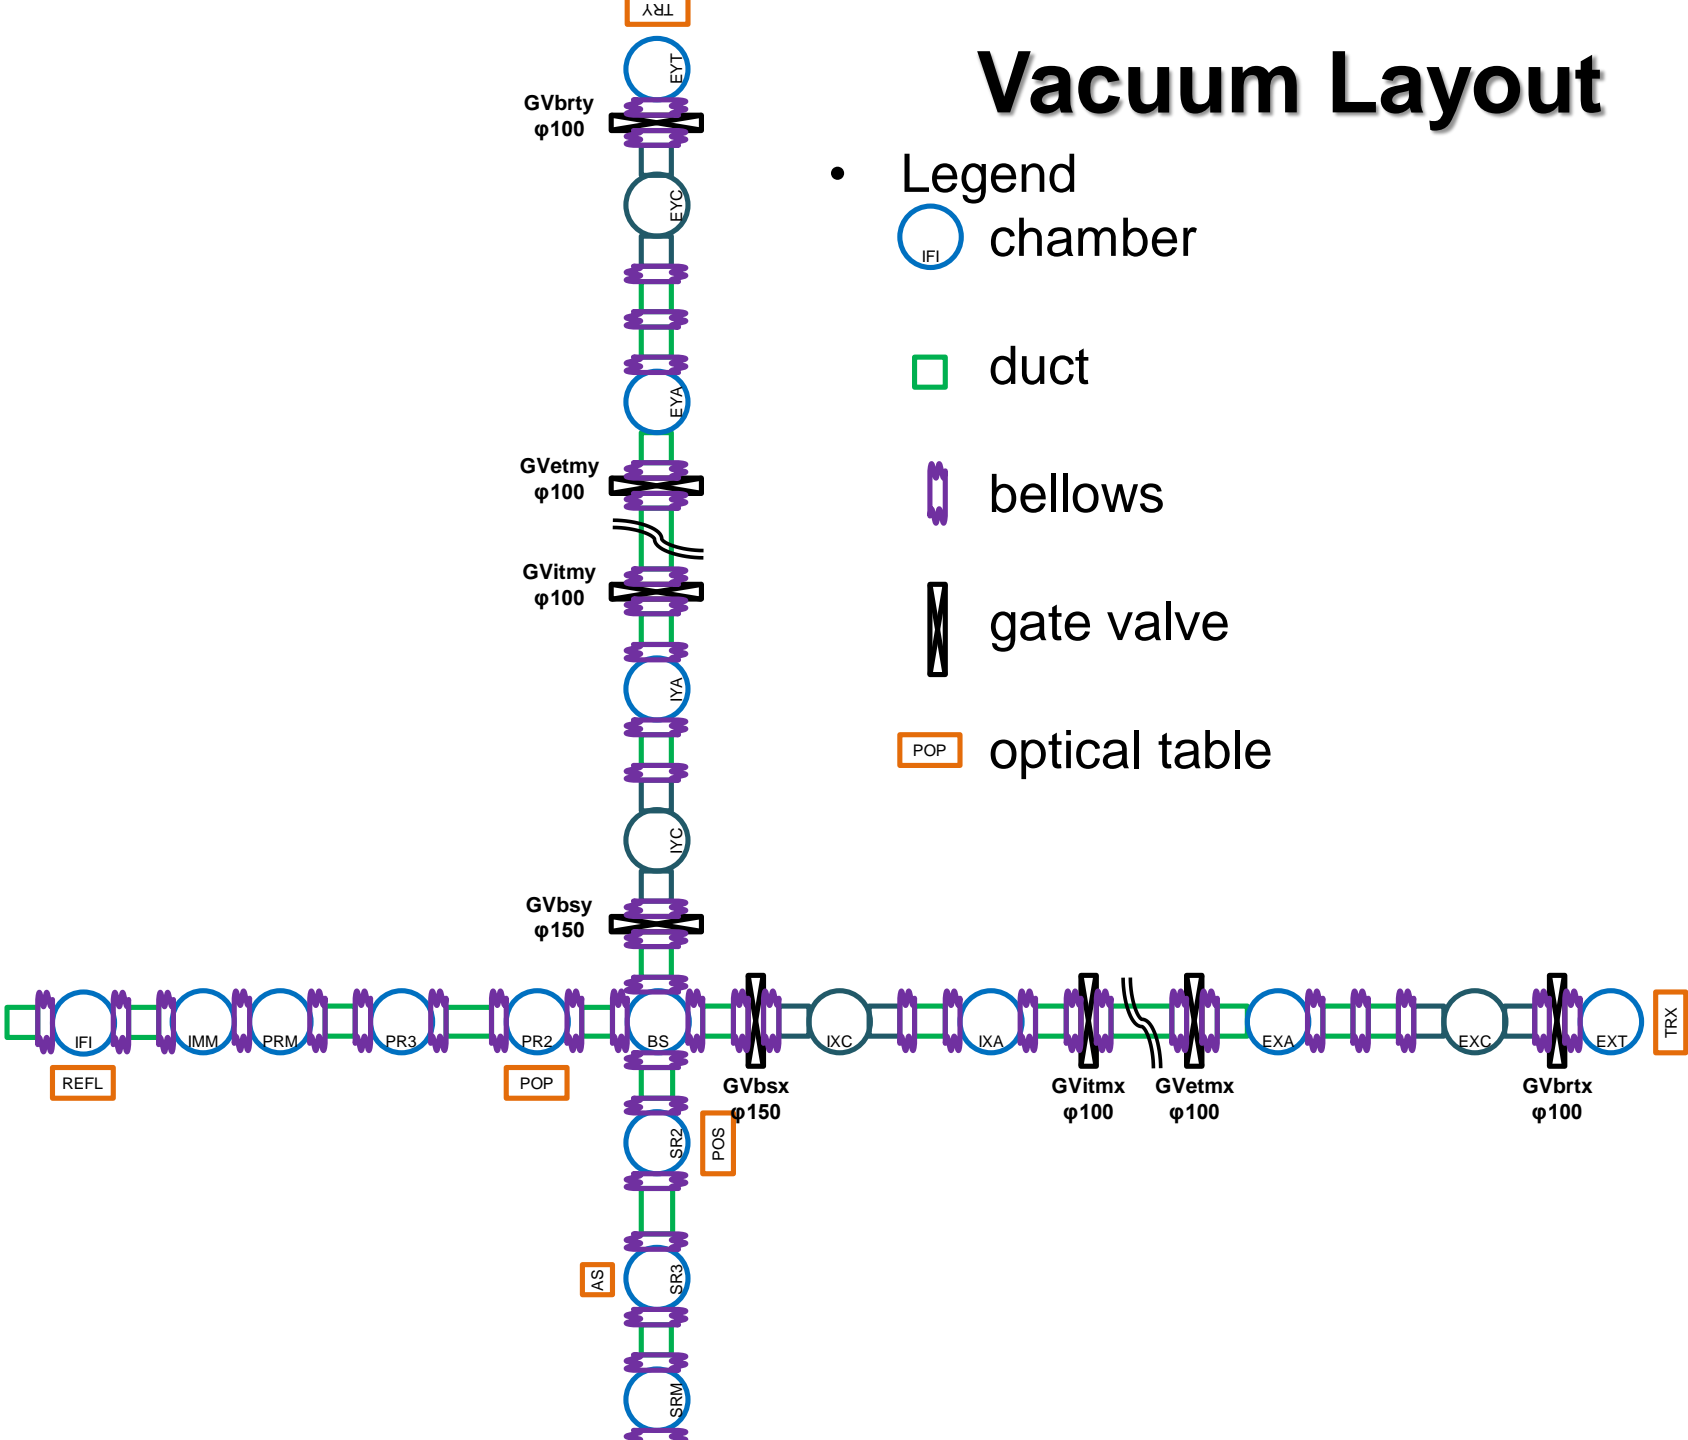 TRY
Vacuum Layout
EYT
GVbrty
φ100
• Legend
EYC
IFI
chamber
duct
EYA
GVetmy
φ100
bellows
GVitmy
φ100
gate valve
IYA
POP
optical table
IYC
GVbsy
φ150
IFI
IMM
PRM
PR3
PR2
BS
IXC
IXA
EXA
EXC
EXT
TRX
REFL
POP
GVbsx
φ150
GVitmx
φ100
GVetmx
φ100
GVbrtx
φ100
SR2
POS
AS
SR3
SRM